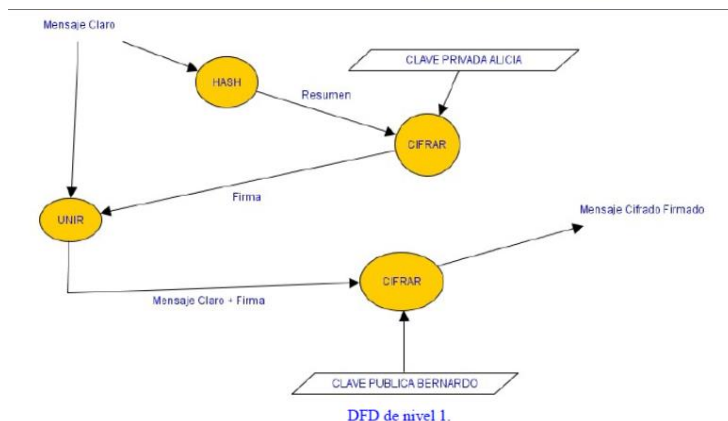 Mensaje Claro
HASH
CLAVE PRIVADA ALICIA
Resumen
CIFRAR
Firma
UNIR
Mensaje Cifrado Firmado
CIFRAR
Mensaje Claro + Firma
CLAVE PUBLICA BERNARDO
DFD de nivel 1.